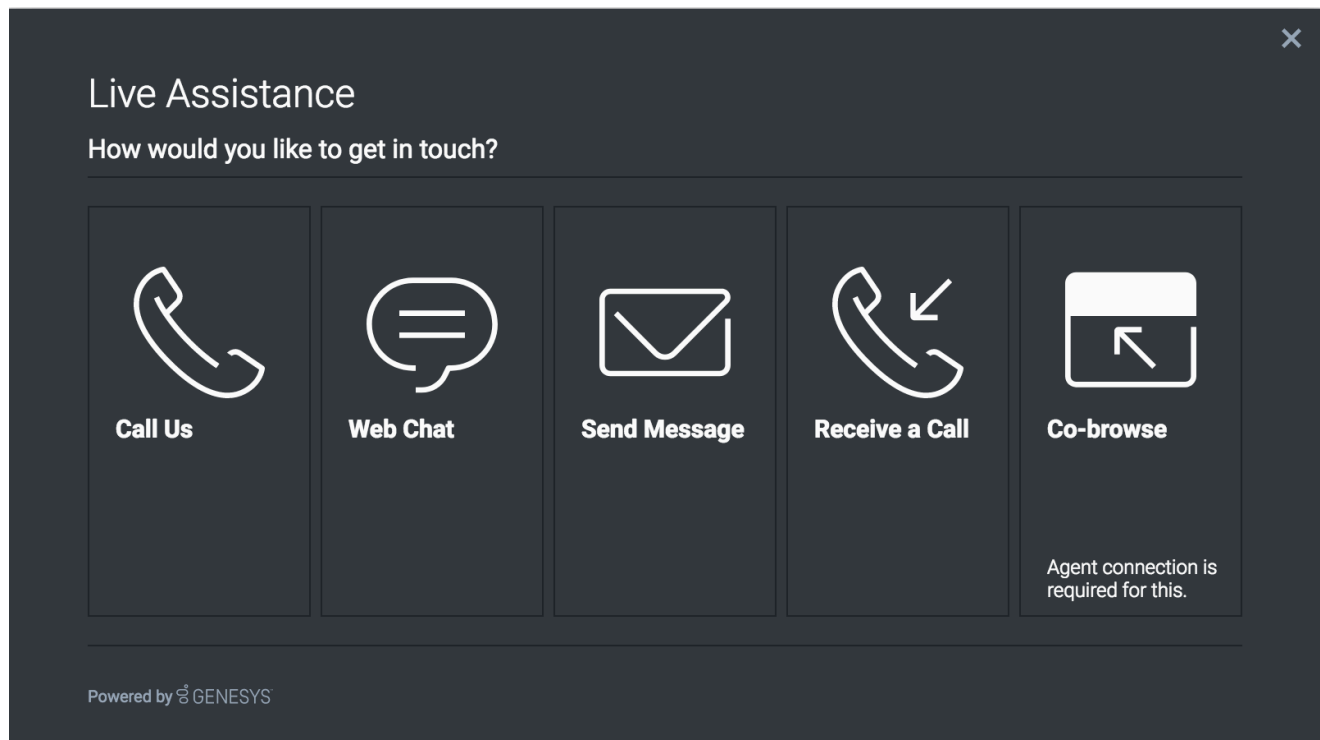 Live Assistance
How would you like to get in touch?
Call Us
Web Chat
Send Message
Receive a Call
Co-browse
Agent connection is
required for this.
Powered by GENESYS